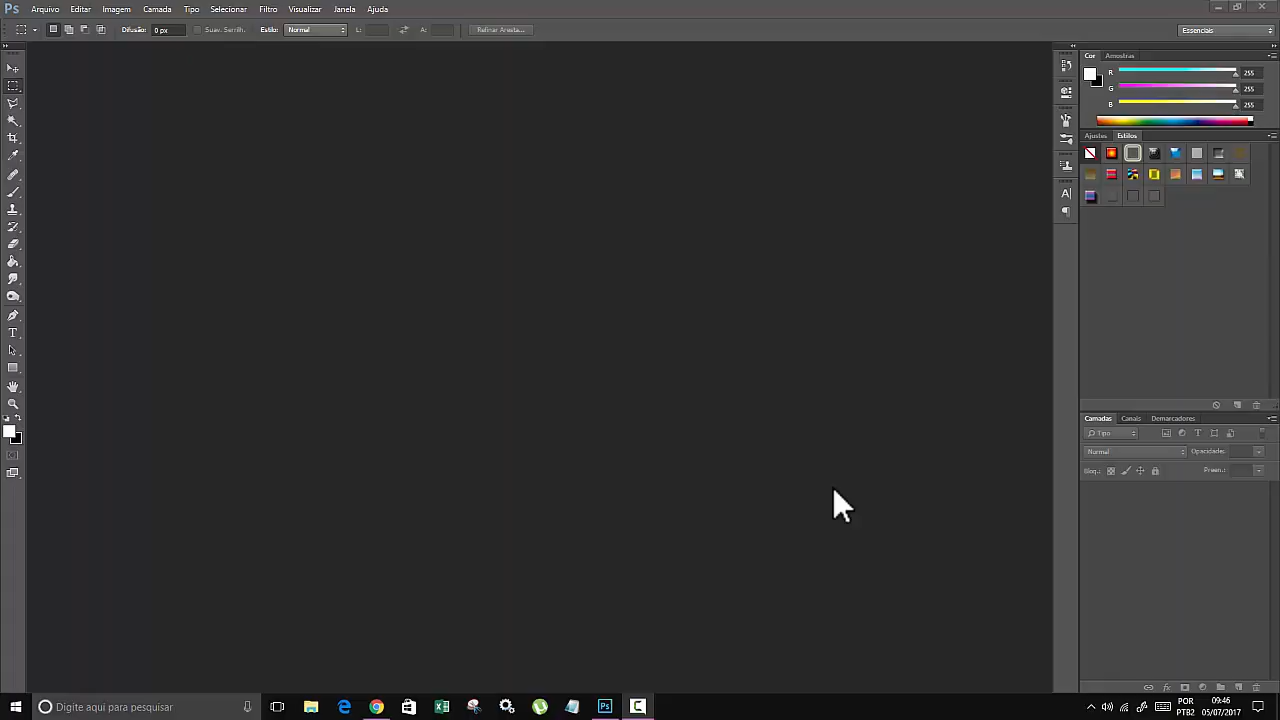 Ps Arquivo Editar Imagem Camada Tipo Selecionar Filtro Visualizar Janela Ajuda
Difusão: 0 px Suav. Serrilh. Estilo: Normal L: A: Refinar Aresta... Essenciais
Cor Amostras
R 255
G 255
B 255
Ajustes Estilos
T
A
Camadas Canais Demarcadores
Tipo T
Normal Opacidade:
Bloq.: Preen.:
fx
Digite aqui para pesquisar
Ps
C
POR
PTB2
09:46
05/07/2017